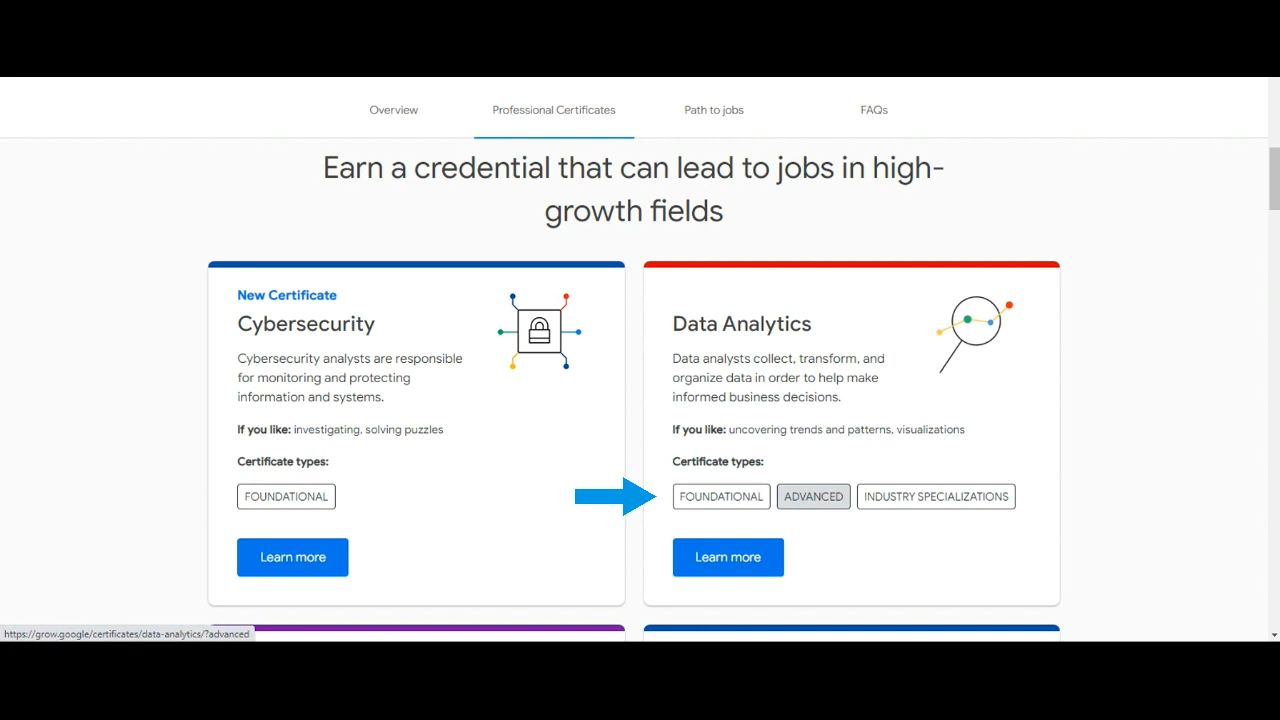 Overview
Professional Certificates
Path to jobs
FAQs
Earn a credential that can lead to jobs in high-
growth fields
New Certificate
Cybersecurity
Cybersecurity analysts are responsible
for monitoring and protecting
information and systems.
If you like: investigating, solving puzzles
Certificate types:
FOUNDATIONAL
Learn more
Data Analytics
Data analysts collect, transform, and
organize data in order to help make
informed business decisions.
If you like: uncovering trends and patterns, visualizations
Certificate types:
FOUNDATIONAL
ADVANCED
INDUSTRY SPECIALIZATIONS
Learn more
https://grow.google/certificates/data-analytics/?advanced